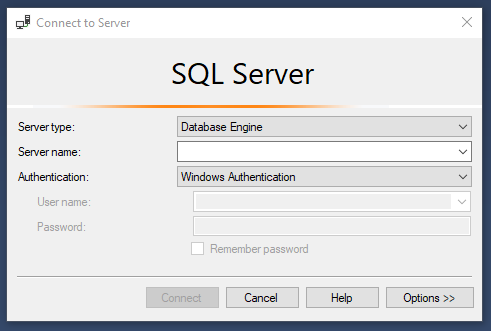 Connect to Server
SQL Server
Server type: Database Engine
Server name:
Authentication: Windows Authentication
User name:
Password:
Remember password
Connect Cancel Help Options >>